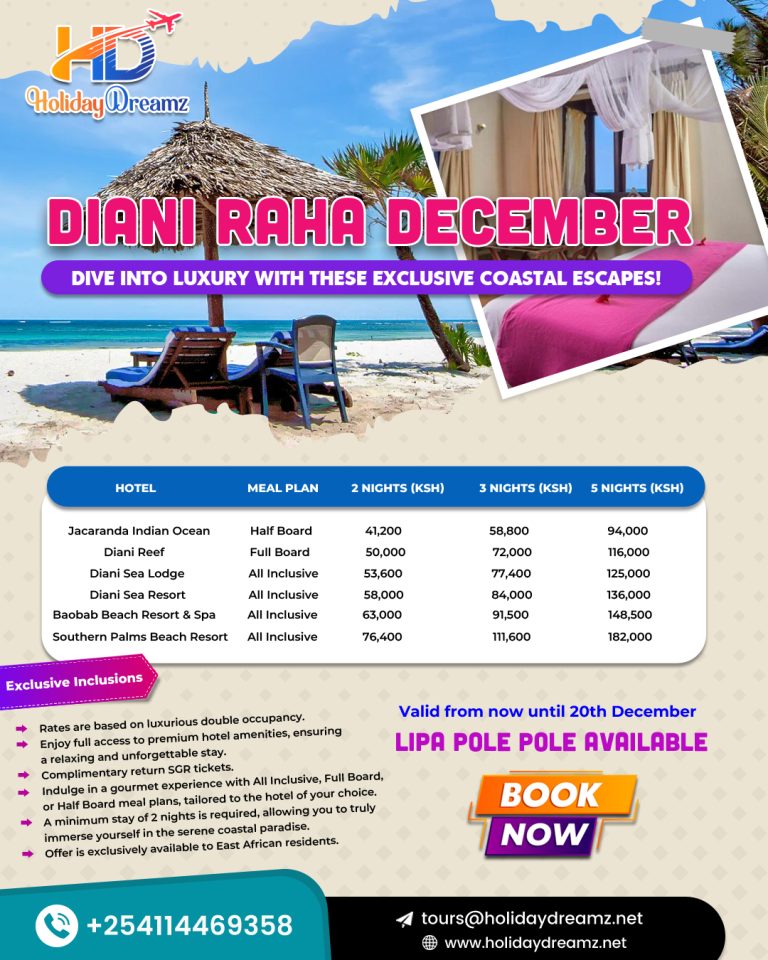 HD
Holiday Dreamz
DIANI RAHA DECEMBER
DIVE INTO LUXURY WITH THESE EXCLUSIVE COASTAL ESCAPES!
HOTEL MEAL PLAN 2 NIGHTS (KSH) 3 NIGHTS (KSH) 5 NIGHTS (KSH)
Jacaranda Indian Ocean Half Board 41,200 58,800 94,000
Diani Reef Full Board 50,000 72,000 116,000
Diani Sea Lodge All Inclusive 53,600 77,400 125,000
Diani Sea Resort All Inclusive 58,000 84,000 136,000
Baobab Beach Resort & Spa All Inclusive 63,000 91,500 148,500
Southern Palms Beach Resort All Inclusive 76,400 111,600 182,000
Exclusive Inclusions
Rates are based on luxurious double occupancy.
Enjoy full access to premium hotel amenities, ensuring
a relaxing and unforgettable stay.
Complimentary return SGR tickets.
Indulge in a gourmet experience with All Inclusive, Full Board,
or Half Board meal plans, tailored to the hotel of your choice.
A minimum stay of 2 nights is required, allowing you to truly
immerse yourself in the serene coastal paradise.
Offer is exclusively available to East African residents.
Valid from now until 20th December
LIPA POLE POLE AVAILABLE
BOOK
NOW
+254114469358
tours@holidaydreamz.net
www.holidaydreamz.net